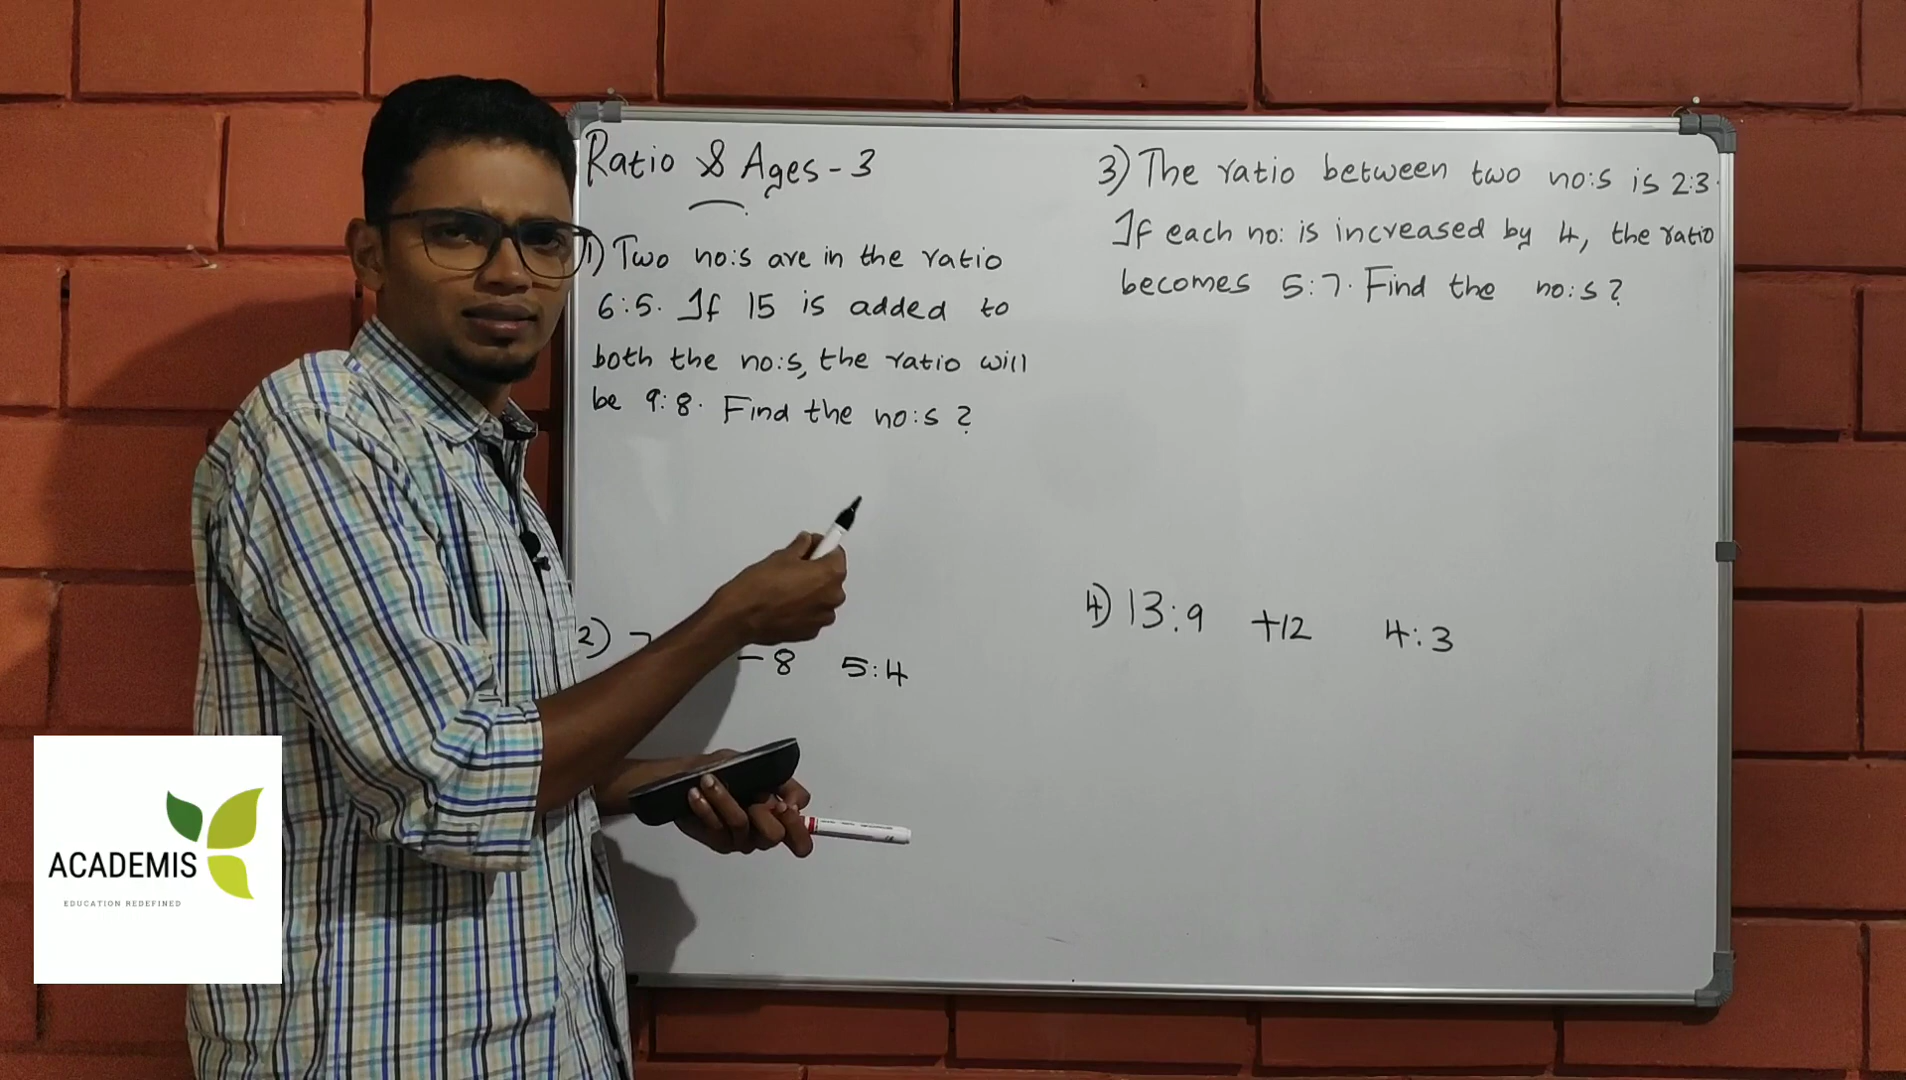 Ratio & Ages - 3
1) Two no:s are in the ratio
6:5. If 15 is added to
both the no:s, the ratio will
be 9:8. Find the no:s ?
2) 7 - 8 5:4
3) The ratio between two no:s is 2:3.
If each no: is increased by 4, the ratio
becomes 5:7. Find the no:s ?
4) 13:9 +12 4:3
ACADEMIS
EDUCATION REDEFINED